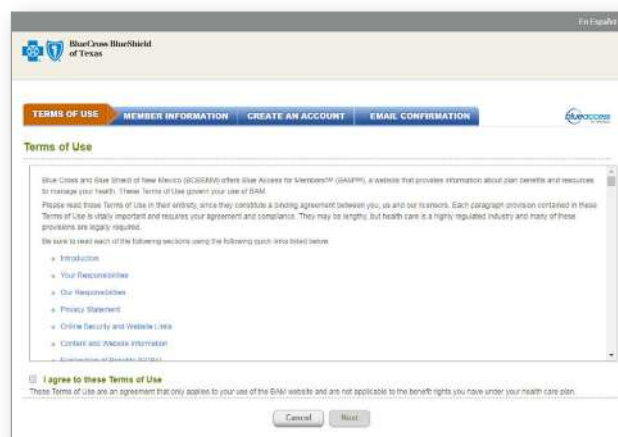 En Español
BlueCross BlueShield
of Texas
TERMS OF USE
MEMBER INFORMATION
CREATE AN ACCOUNT
EMAIL CONFIRMATION
blueaccess
Terms of Use
Blue Cross and Blue Shield of New Mexico (BCBSNM) offers Blue Access for Members℠ (BAM℠), a website that provides information about plan benefits and resources
to manage your health. These Terms of Use govern your use of BAM.
Please read these Terms of Use in their entirety, since they constitute a binding agreement between you, us and our licensors. Each paragraph provision contained in these
Terms of Use is vitally important and requires your agreement and compliance. They may be lengthy, but health care is a highly regulated industry and many of these
provisions are legally required.
Be sure to read each of the following sections using the following quick links listed below.
Introduction
Your Responsibilities
Our Responsibilities
Privacy Statement
Online Security and Website Links
Content and Website Information
I agree to these Terms of Use
These Terms of Use are an agreement that only applies to your use of the BAM website and are not applicable to the benefit rights you have under your health care plan.
Cancel
Next